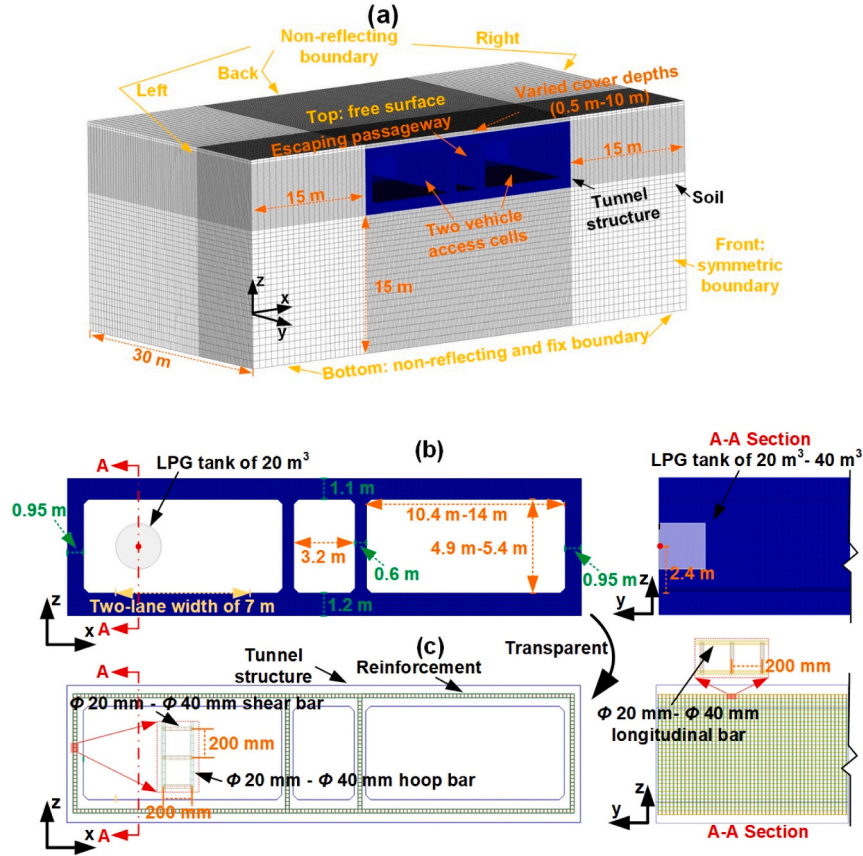 (a)
Non-reflecting
boundary
Right
Back
Left
Varied cover depths
(0.5 m-10 m)
Top: free surface
Escaping passageway
15 m
15 m
Tunnel
structure
Soil
Two vehicle
access cells
Front:
symmetric
boundary
15 m
z
x
y
30 m
Bottom: non-reflecting and fix boundary
(b)
A
LPG tank of 20 m³
A-A Section
LPG tank of 20 m³- 40 m³
1.1 m
0.95 m
10.4 m-14 m
3.2 m
4.9 m-5.4 m
0.6 m
0.95 m
2.4 m
Two-lane width of 7 m
1.2 m
z
x
A
z
y
(c)
Transparent
A
Tunnel
structure
Reinforcement
Φ 20 mm - Φ 40 mm shear bar
200 mm
Φ 20 mm - Φ 40 mm hoop bar
200 mm
z
x
A
200 mm
Φ 20 mm- Φ 40 mm
longitudinal bar
z
y
A-A Section